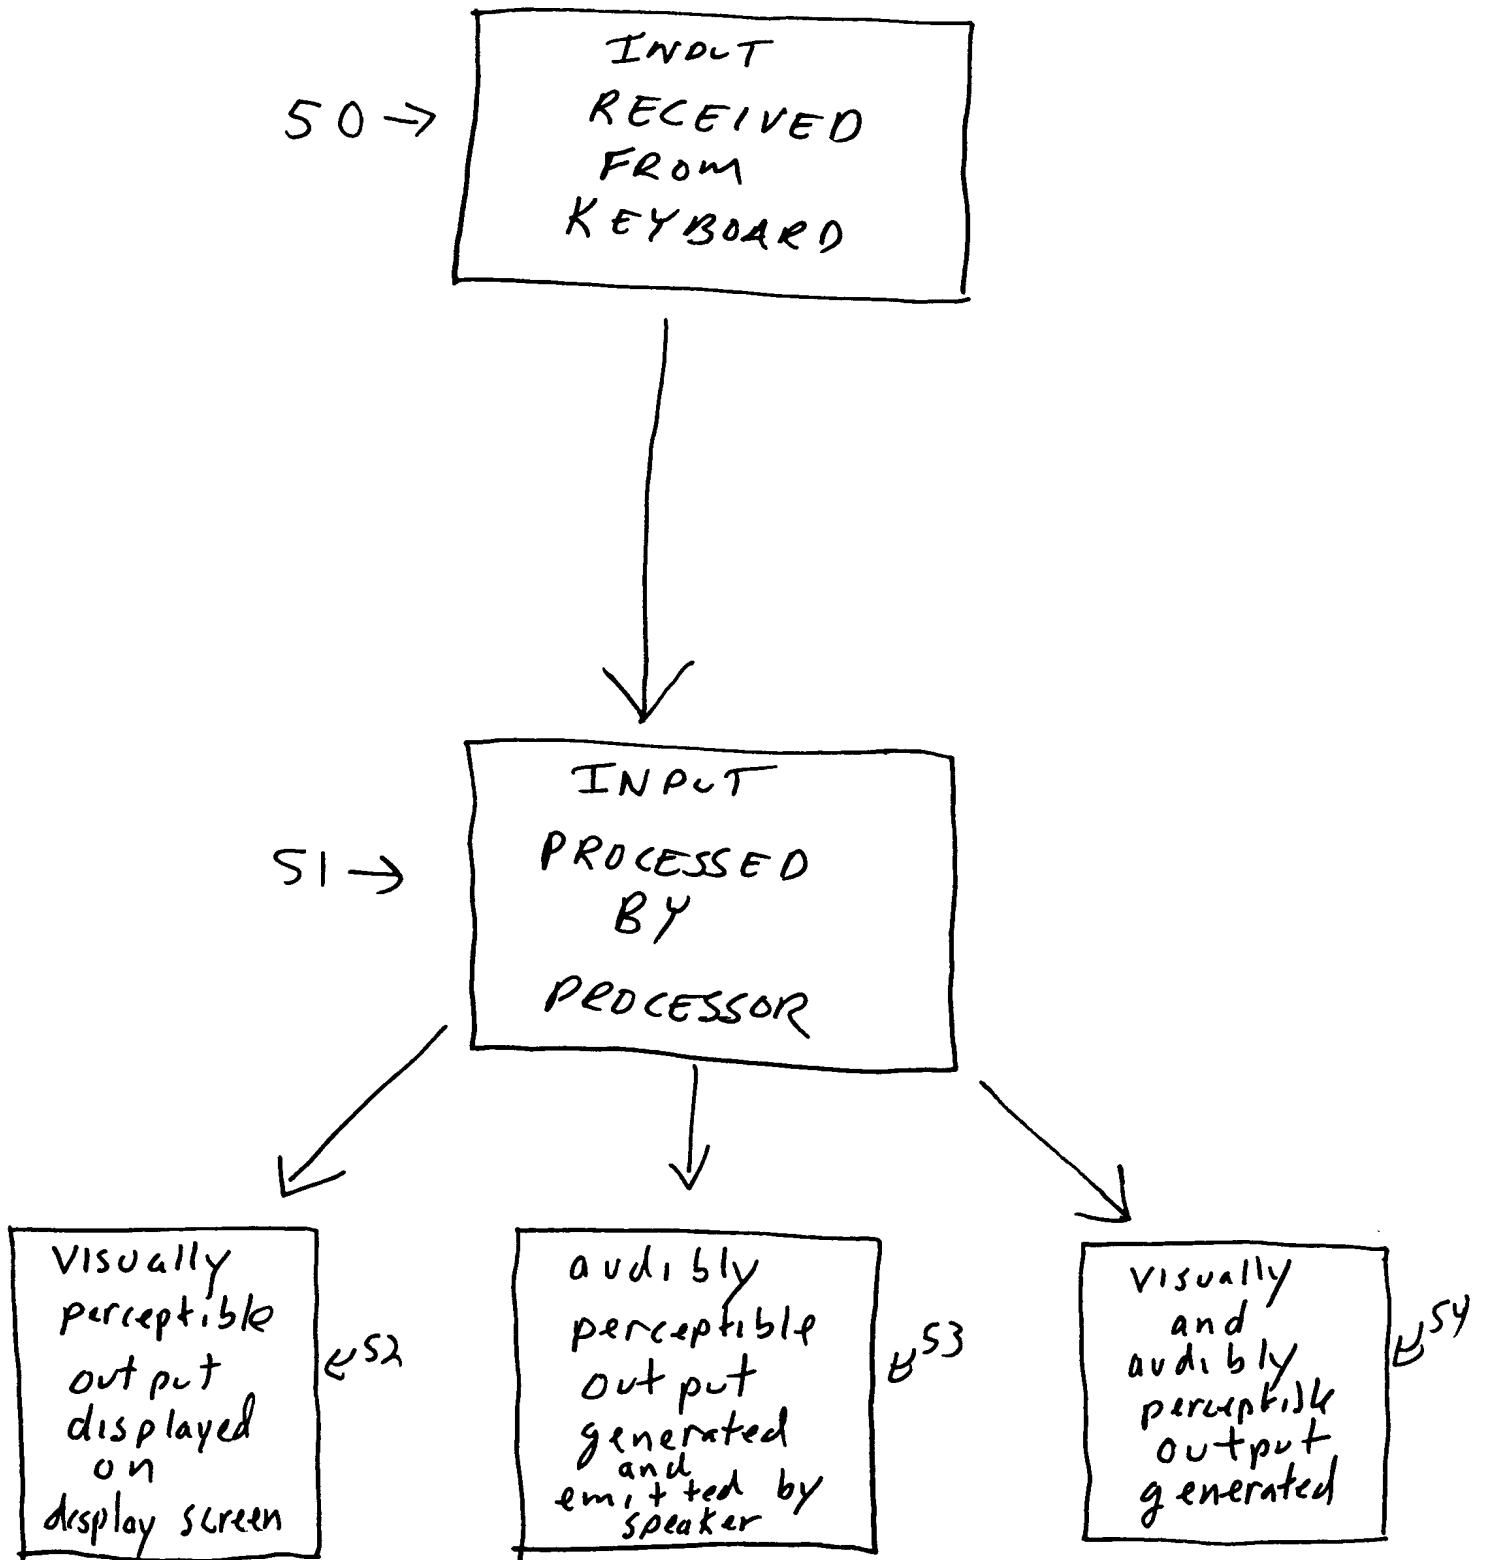 INPUT
50 → RECEIVED
FROM
KEYBOARD
INPUT
51 → PROCESSED
BY
PROCESSOR
visually
perceptible
output
displayed
on
display screen
52
audibly
perceptible
output
generated
and
emitted by
speaker
53
visually
and
audibly
perceptible
output
generated
54